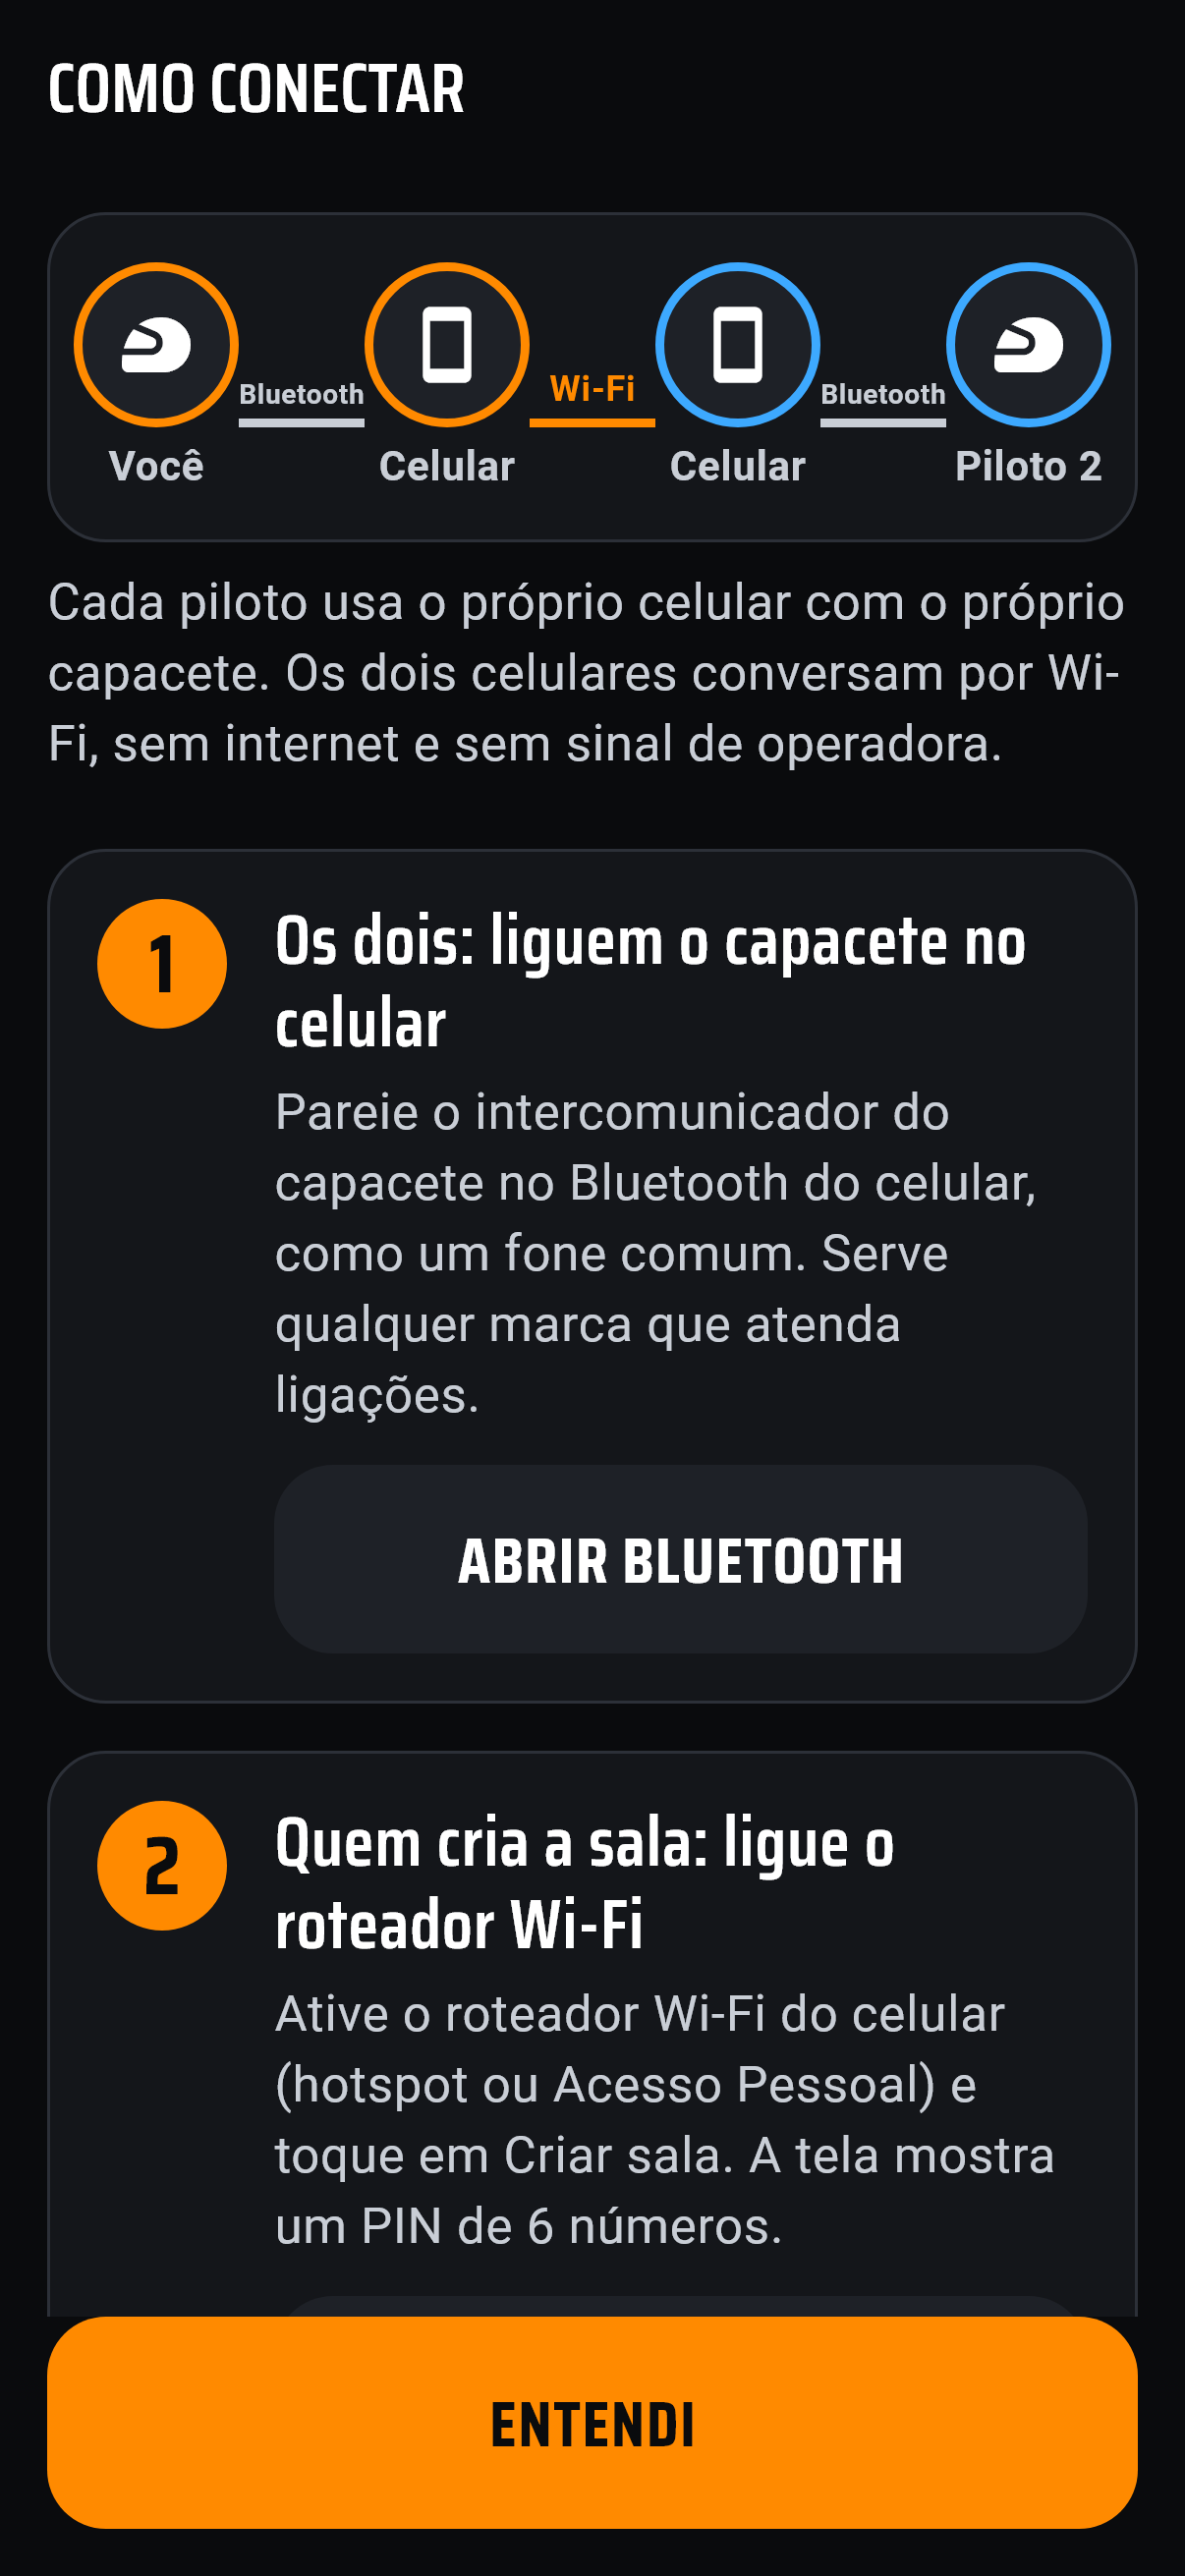 COMO CONECTAR
Bluetooth
Wi-Fi
Bluetooth
Você
Celular
Celular
Piloto 2
Cada piloto usa o próprio celular com o próprio
capacete. Os dois celulares conversam por Wi-
Fi, sem internet e sem sinal de operadora.
1
Os dois: liguem o capacete no
celular
Pareie o intercomunicador do
capacete no Bluetooth do celular,
como um fone comum. Serve
qualquer marca que atenda
ligações.
ABRIR BLUETOOTH
2
Quem cria a sala: ligue o
roteador Wi-Fi
Ative o roteador Wi-Fi do celular
(hotspot ou Acesso Pessoal) e
toque em Criar sala. A tela mostra
um PIN de 6 números.
ENTENDI